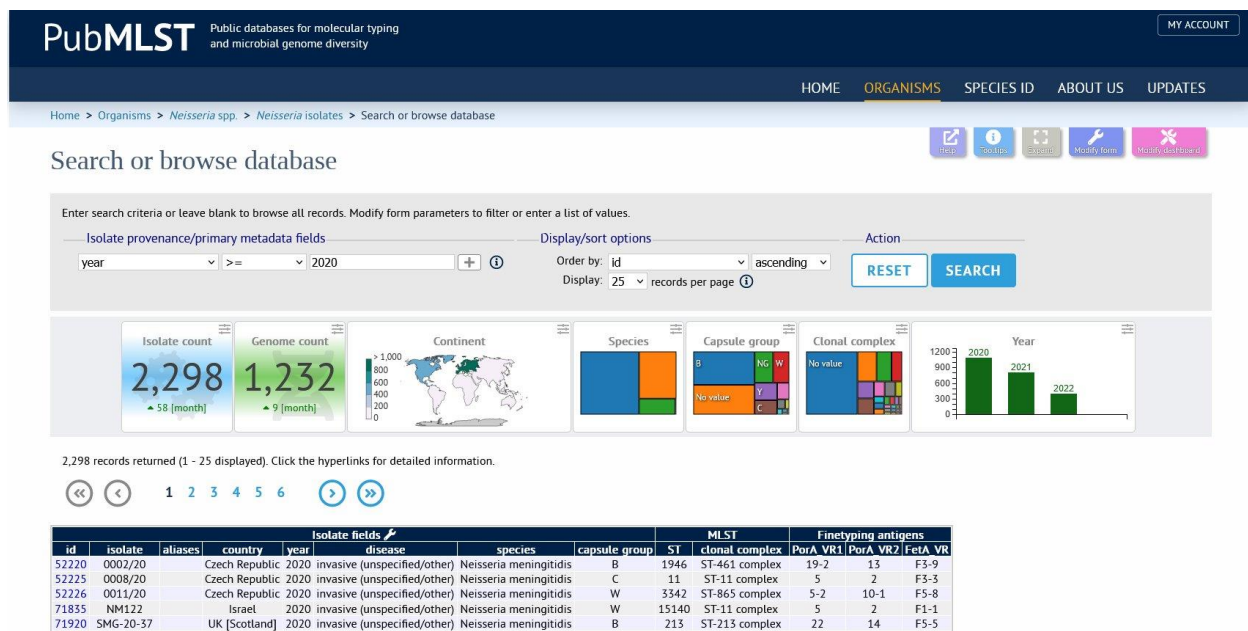 PubMLST
Public databases for molecular typing
and microbial genome diversity
MY ACCOUNT
HOME ORGANISMS SPECIES ID ABOUT US UPDATES
Home > Organisms > Neisseria spp. > Neisseria isolates > Search or browse database
Search or browse database
Help Tooltips Expand Modify form Modify dashboard
Enter search criteria or leave blank to browse all records. Modify form parameters to filter or enter a list of values.
Isolate provenance/primary metadata fields Display/sort options Action
year >= 2020 + Order by: id ascending RESET SEARCH
Display: 25 records per page
Isolate count Genome count Continent Species Capsule group Clonal complex Year
2,298
58 [month]
1,232
9 [month]
> 1,000
800
600
400
200
0
B NG W
No value Y
C
No value
1200
900
600
300
0
2020
2021
2022
2,298 records returned (1 - 25 displayed). Click the hyperlinks for detailed information.
« < 1 2 3 4 5 6 > »
Isolate fields MLST Finetyping antigens
id isolate aliases country year disease species capsule group ST clonal complex PorA_VR1 PorA_VR2 FetA_VR
52220 0002/20 Czech Republic 2020 invasive (unspecified/other) Neisseria meningitidis B 1946 ST-461 complex 19-2 13 F3-9
52225 0008/20 Czech Republic 2020 invasive (unspecified/other) Neisseria meningitidis C 11 ST-11 complex 5 2 F3-3
52226 0011/20 Czech Republic 2020 invasive (unspecified/other) Neisseria meningitidis W 3342 ST-865 complex 5-2 10-1 F5-8
71835 NM122 Israel 2020 invasive (unspecified/other) Neisseria meningitidis W 15140 ST-11 complex 5 2 F1-1
71920 SMG-20-37 UK [Scotland] 2020 invasive (unspecified/other) Neisseria meningitidis B 213 ST-213 complex 22 14 F5-5